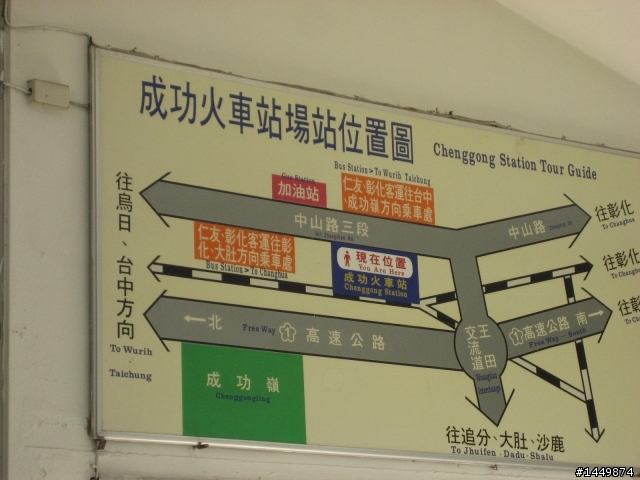 成功火車站場站位置圖
Chenggong Station Tour Guide
Bus Station>To Wurih Taichung
加油站
仁友、彰化客運往台中
、成功嶺方向乘車處
往烏日、台中方向
To Wurih
Taichung
中山路三段
中山路
往彰化
To Changhua
仁友、彰化客運往彰
化、大肚方向乘車處
Bus Station>To Changhua
現在位置
You Are Here
成功火車站
Chenggong Station
往彰化
往彰
北
Free Way 1 高速公路
王田
交流道
1 高速公路 南
Free Way South
成功嶺
Chenggongling
往追分、大肚、沙鹿
To Jhuifen Dadu Shalu
#1449874